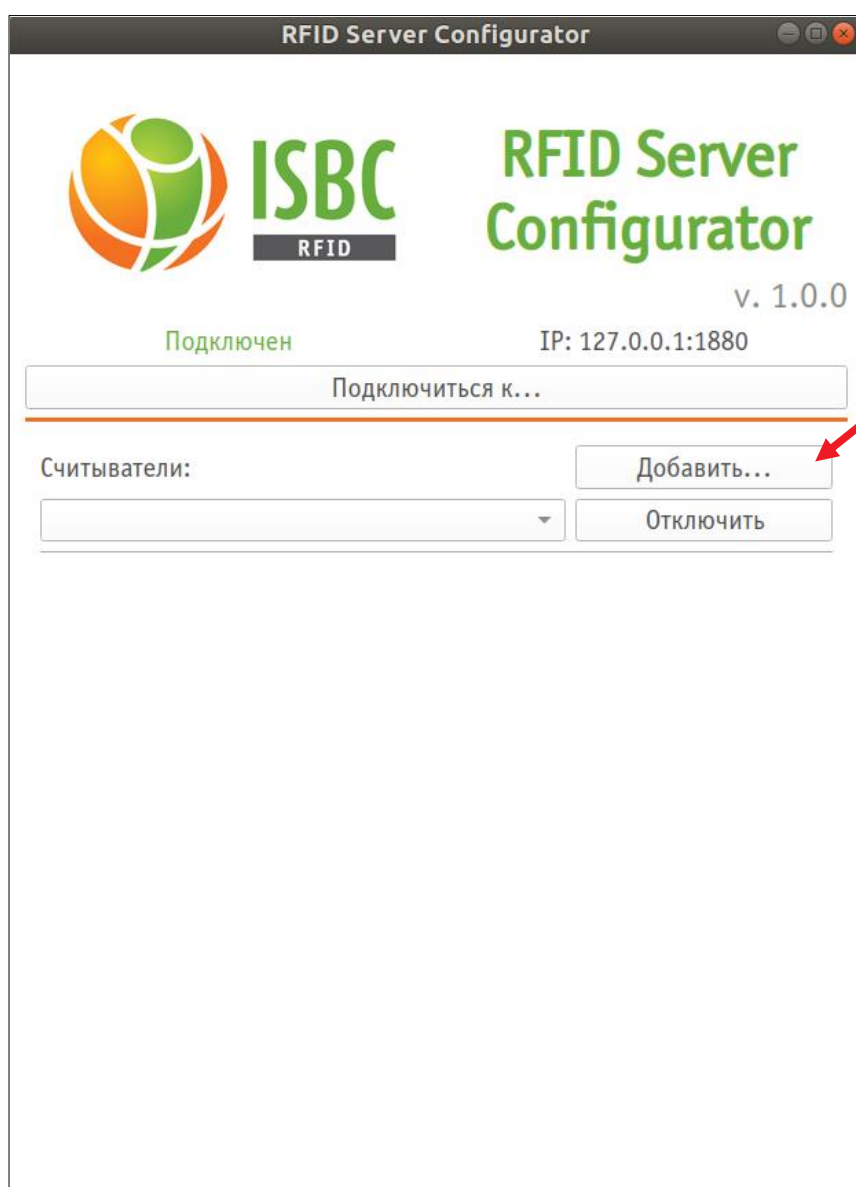 RFID Server Configurator
ISBC
RFID
RFID Server
Configurator
v. 1.0.0
Подключен
IP: 127.0.0.1:1880
Подключиться к...
Считыватели:
Добавить...
Отключить